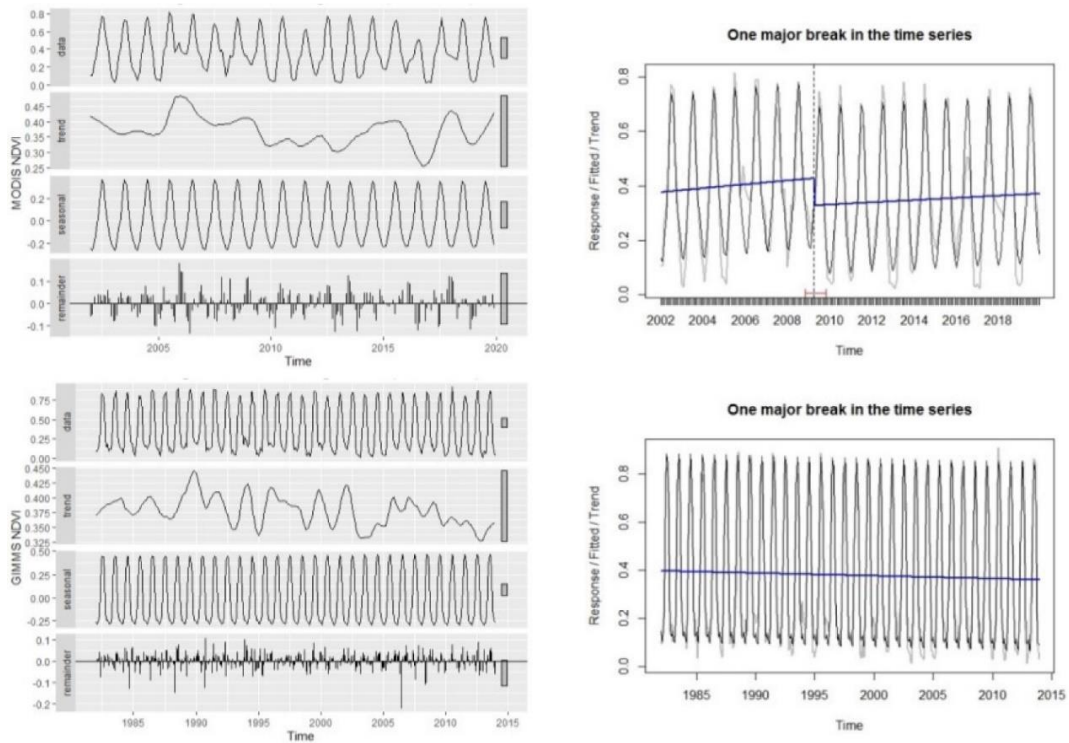 0.8
0.6
0.4
0.2
0.0
data
0.45
0.40
0.35
0.30
0.25
trend
MODIS NDVI
0.2
0.0
-0.2
seasonal
0.1
0.0
-0.1
remainder
2005 2010 2015 2020
Time
One major break in the time series
Response / Fitted / Trend
0.8
0.6
0.4
0.2
0.0
2002 2004 2006 2008 2010 2012 2014 2016 2018
Time
0.75
0.50
0.25
0.00
data
0.450
0.425
0.400
0.375
0.350
0.325
trend
GIMMS NDVI
0.50
0.25
0.00
-0.25
seasonal
0.1
0.0
-0.1
-0.2
remainder
1985 1990 1995 2000 2005 2010 2015
Time
One major break in the time series
Response / Fitted / Trend
0.8
0.6
0.4
0.2
0.0
1985 1990 1995 2000 2005 2010 2015
Time